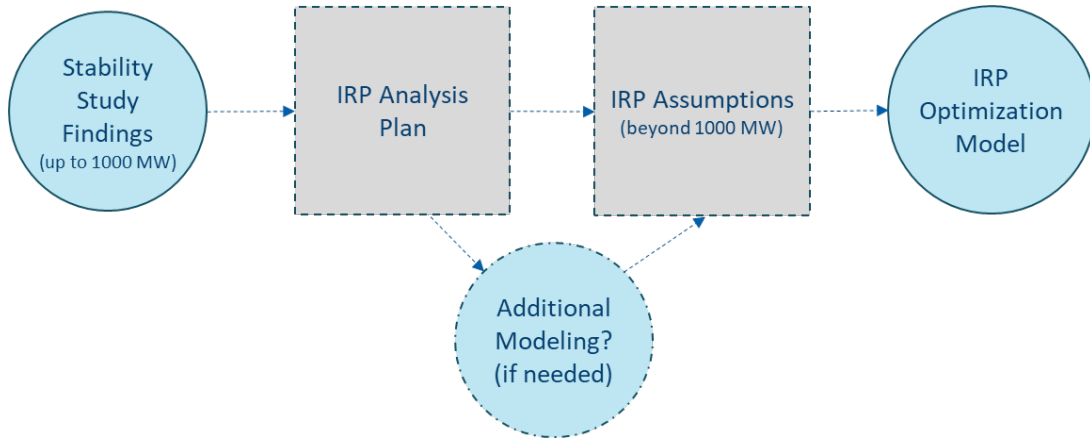 Stability
Study
Findings
(up to 1000 MW)
IRP Analysis
Plan
IRP Assumptions
(beyond 1000 MW)
IRP
Optimization
Model
Additional
Modeling?
(if needed)